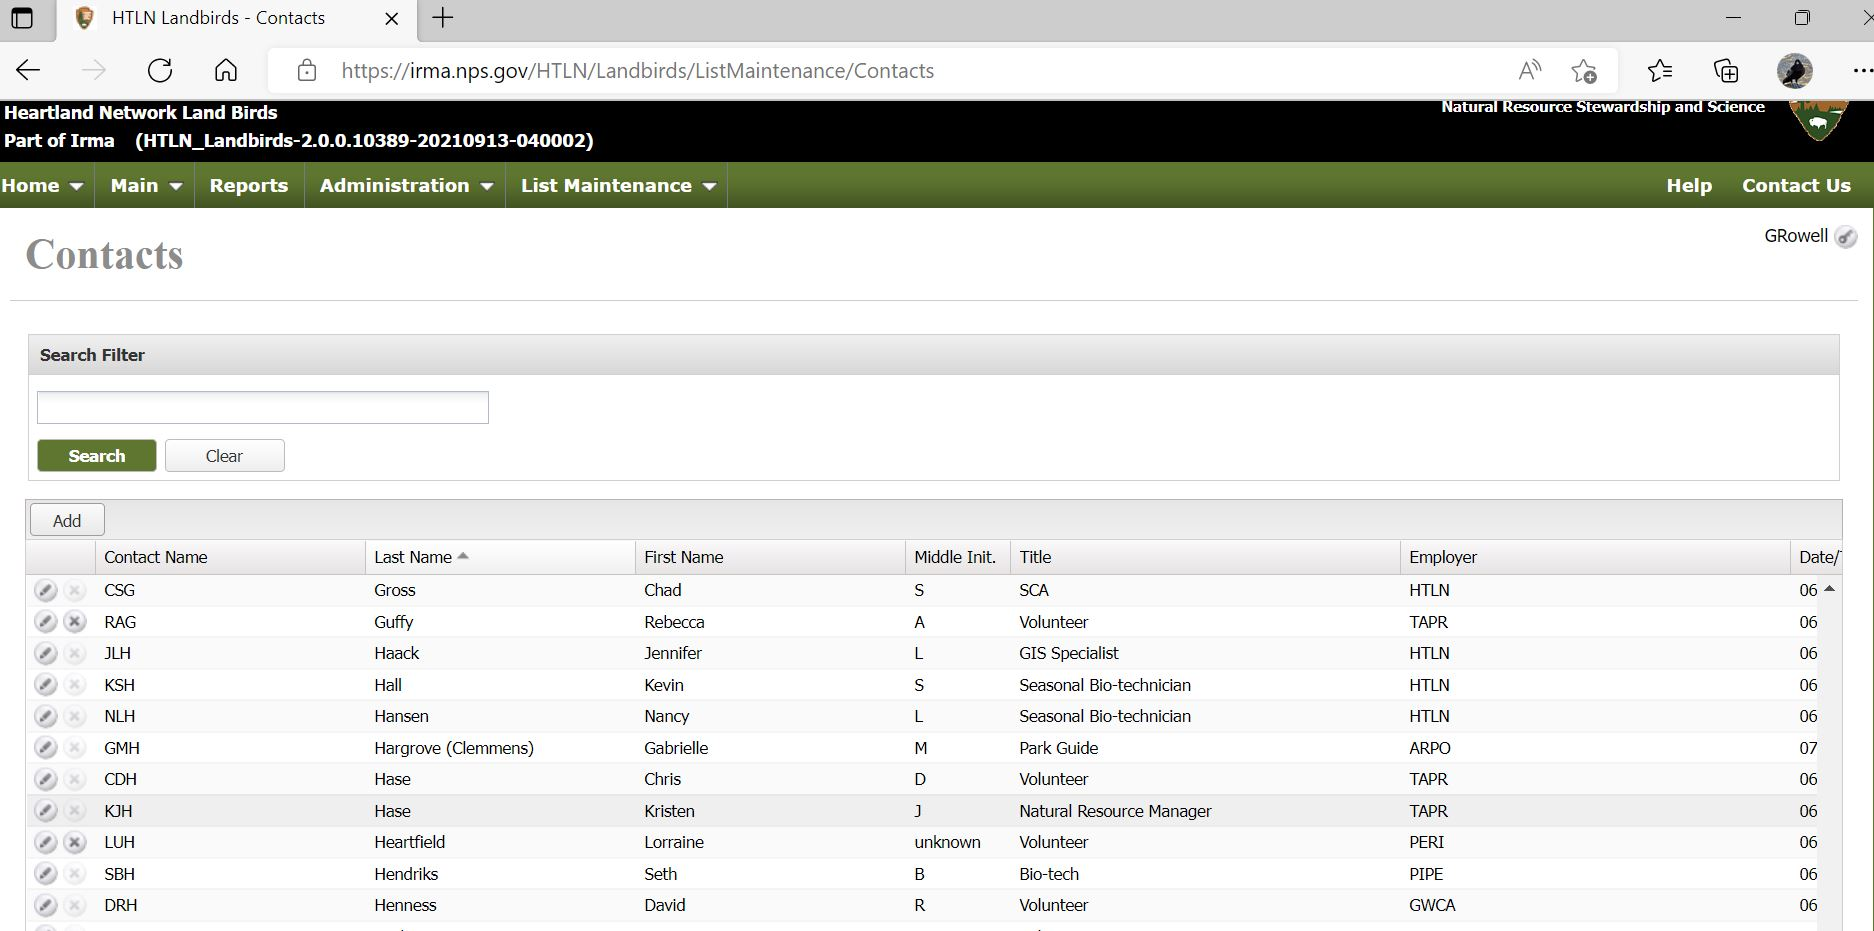 HTLN Landbirds - Contacts
https://irma.nps.gov/HTLN/Landbirds/ListMaintenance/Contacts
Heartland Network Land Birds
Natural Resource Stewardship and Science
Part of Irma (HTLN_Landbirds-2.0.0.10389-20210913-040002)
Home Main Reports Administration List Maintenance Help Contact Us
GRowell
Contacts
Search Filter
Search Clear
Add
Contact Name Last Name First Name Middle Init. Title Employer Date/
CSG Gross Chad S SCA HTLN 06
RAG Guffy Rebecca A Volunteer TAPR 06
JLH Haack Jennifer L GIS Specialist HTLN 06
KSH Hall Kevin S Seasonal Bio-technician HTLN 06
NLH Hansen Nancy L Seasonal Bio-technician HTLN 06
GMH Hargrove (Clemmens) Gabrielle M Park Guide ARPO 07
CDH Hase Chris D Volunteer TAPR 06
KJH Hase Kristen J Natural Resource Manager TAPR 06
LUH Heartfield Lorraine unknown Volunteer PERI 06
SBH Hendriks Seth B Bio-tech PIPE 06
DRH Henness David R Volunteer GWCA 06